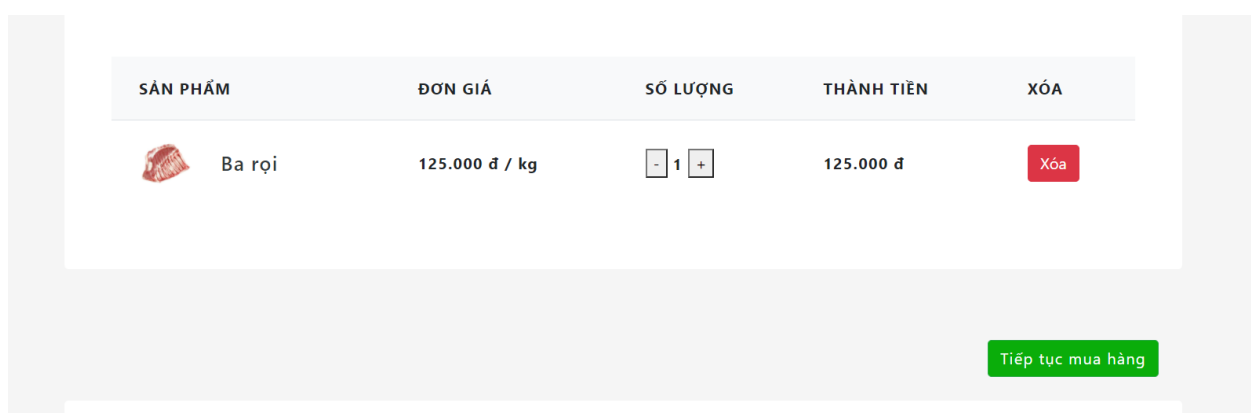 SẢN PHẨM ĐƠN GIÁ SỐ LƯỢNG THÀNH TIỀN XÓA
Ba rọi 125.000 đ / kg - 1 + 125.000 đ Xóa
Tiếp tục mua hàng